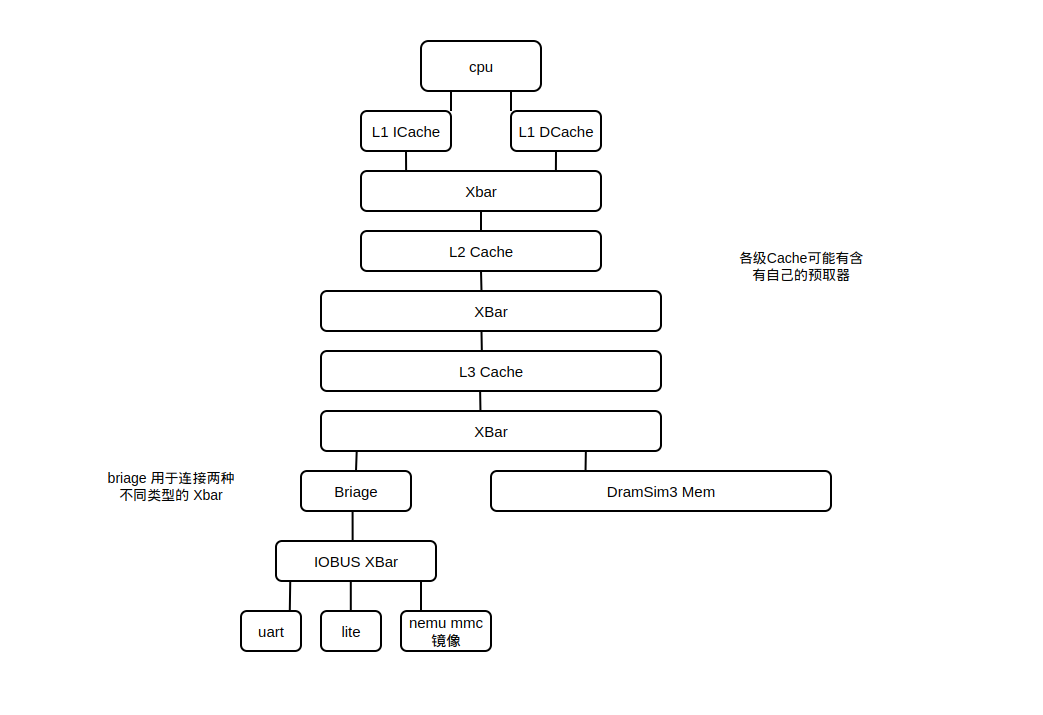 cpu
L1 ICache
L1 DCache
Xbar
L2 Cache
各级Cache可能有含
有自己的预取器
XBar
L3 Cache
XBar
briage 用于连接两种
不同类型的 Xbar
Briage
DramSim3 Mem
IOBUS XBar
uart
lite
nemu mmc
镜像